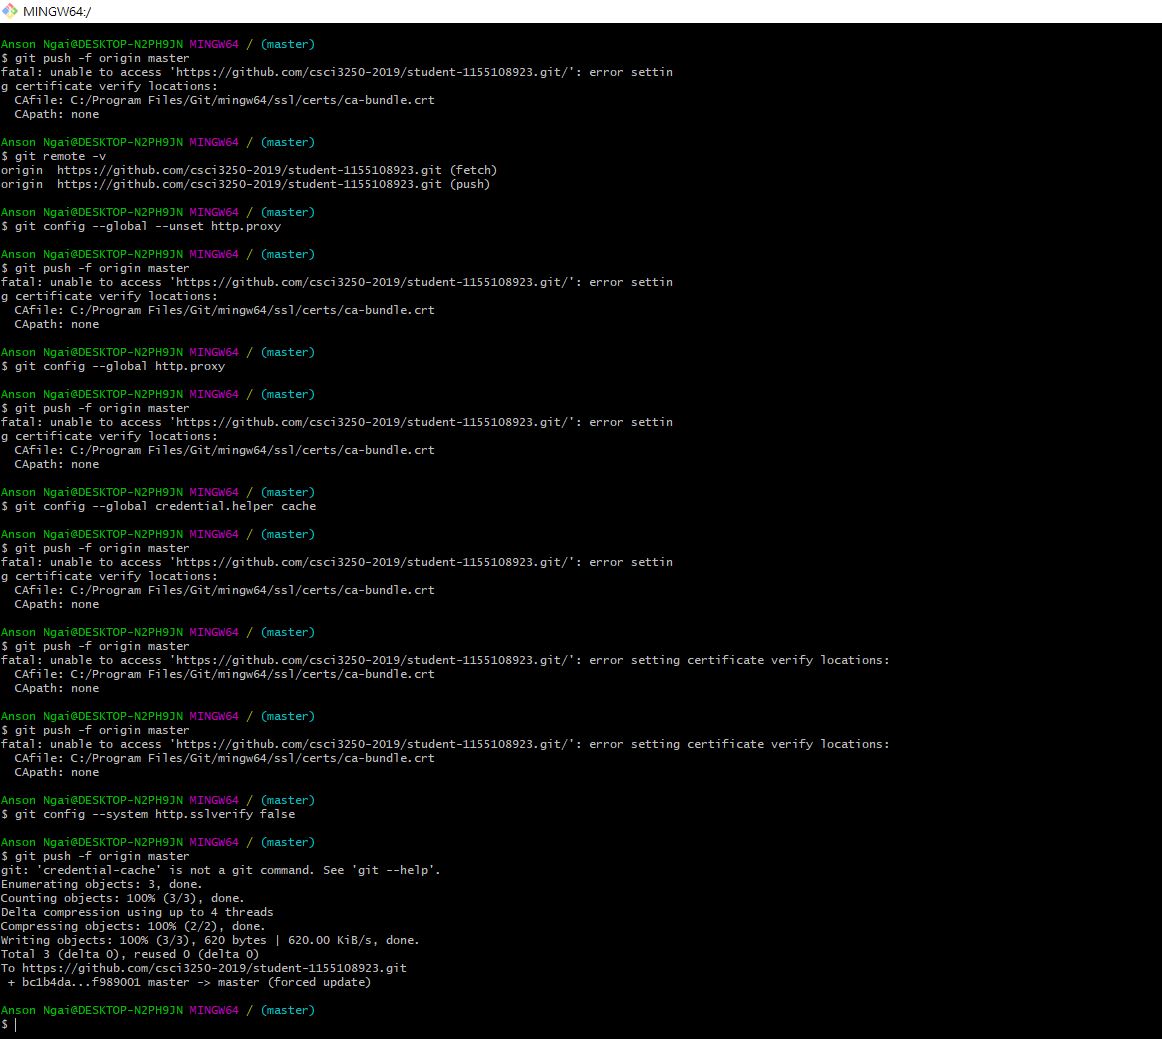 MINGW64:/
Anson Ngai@DESKTOP-N2PH9JN MINGW64 / (master)
$ git push -f origin master
fatal: unable to access 'https://github.com/csci3250-2019/student-1155108923.git/': error settin
g certificate verify locations:
  CAfile: C:/Program Files/Git/mingw64/ssl/certs/ca-bundle.crt
  CApath: none
Anson Ngai@DESKTOP-N2PH9JN MINGW64 / (master)
$ git remote -v
origin  https://github.com/csci3250-2019/student-1155108923.git (fetch)
origin  https://github.com/csci3250-2019/student-1155108923.git (push)
Anson Ngai@DESKTOP-N2PH9JN MINGW64 / (master)
$ git config --global --unset http.proxy
Anson Ngai@DESKTOP-N2PH9JN MINGW64 / (master)
$ git push -f origin master
fatal: unable to access 'https://github.com/csci3250-2019/student-1155108923.git/': error settin
g certificate verify locations:
  CAfile: C:/Program Files/Git/mingw64/ssl/certs/ca-bundle.crt
  CApath: none
Anson Ngai@DESKTOP-N2PH9JN MINGW64 / (master)
$ git config --global http.proxy
Anson Ngai@DESKTOP-N2PH9JN MINGW64 / (master)
$ git push -f origin master
fatal: unable to access 'https://github.com/csci3250-2019/student-1155108923.git/': error settin
g certificate verify locations:
  CAfile: C:/Program Files/Git/mingw64/ssl/certs/ca-bundle.crt
  CApath: none
Anson Ngai@DESKTOP-N2PH9JN MINGW64 / (master)
$ git config --global credential.helper cache
Anson Ngai@DESKTOP-N2PH9JN MINGW64 / (master)
$ git push -f origin master
fatal: unable to access 'https://github.com/csci3250-2019/student-1155108923.git/': error settin
g certificate verify locations:
  CAfile: C:/Program Files/Git/mingw64/ssl/certs/ca-bundle.crt
  CApath: none
Anson Ngai@DESKTOP-N2PH9JN MINGW64 / (master)
$ git push -f origin master
fatal: unable to access 'https://github.com/csci3250-2019/student-1155108923.git/': error setting certificate verify locations:
  CAfile: C:/Program Files/Git/mingw64/ssl/certs/ca-bundle.crt
  CApath: none
Anson Ngai@DESKTOP-N2PH9JN MINGW64 / (master)
$ git push -f origin master
fatal: unable to access 'https://github.com/csci3250-2019/student-1155108923.git/': error setting certificate verify locations:
  CAfile: C:/Program Files/Git/mingw64/ssl/certs/ca-bundle.crt
  CApath: none
Anson Ngai@DESKTOP-N2PH9JN MINGW64 / (master)
$ git config --system http.sslverify false
Anson Ngai@DESKTOP-N2PH9JN MINGW64 / (master)
$ git push -f origin master
git: 'credential-cache' is not a git command. See 'git --help'.
Enumerating objects: 3, done.
Counting objects: 100% (3/3), done.
Delta compression using up to 4 threads
Compressing objects: 100% (2/2), done.
Writing objects: 100% (3/3), 620 bytes | 620.00 KiB/s, done.
Total 3 (delta 0), reused 0 (delta 0)
To https://github.com/csci3250-2019/student-1155108923.git
 + bc1b4da...f989001 master -> master (forced update)
Anson Ngai@DESKTOP-N2PH9JN MINGW64 / (master)
$